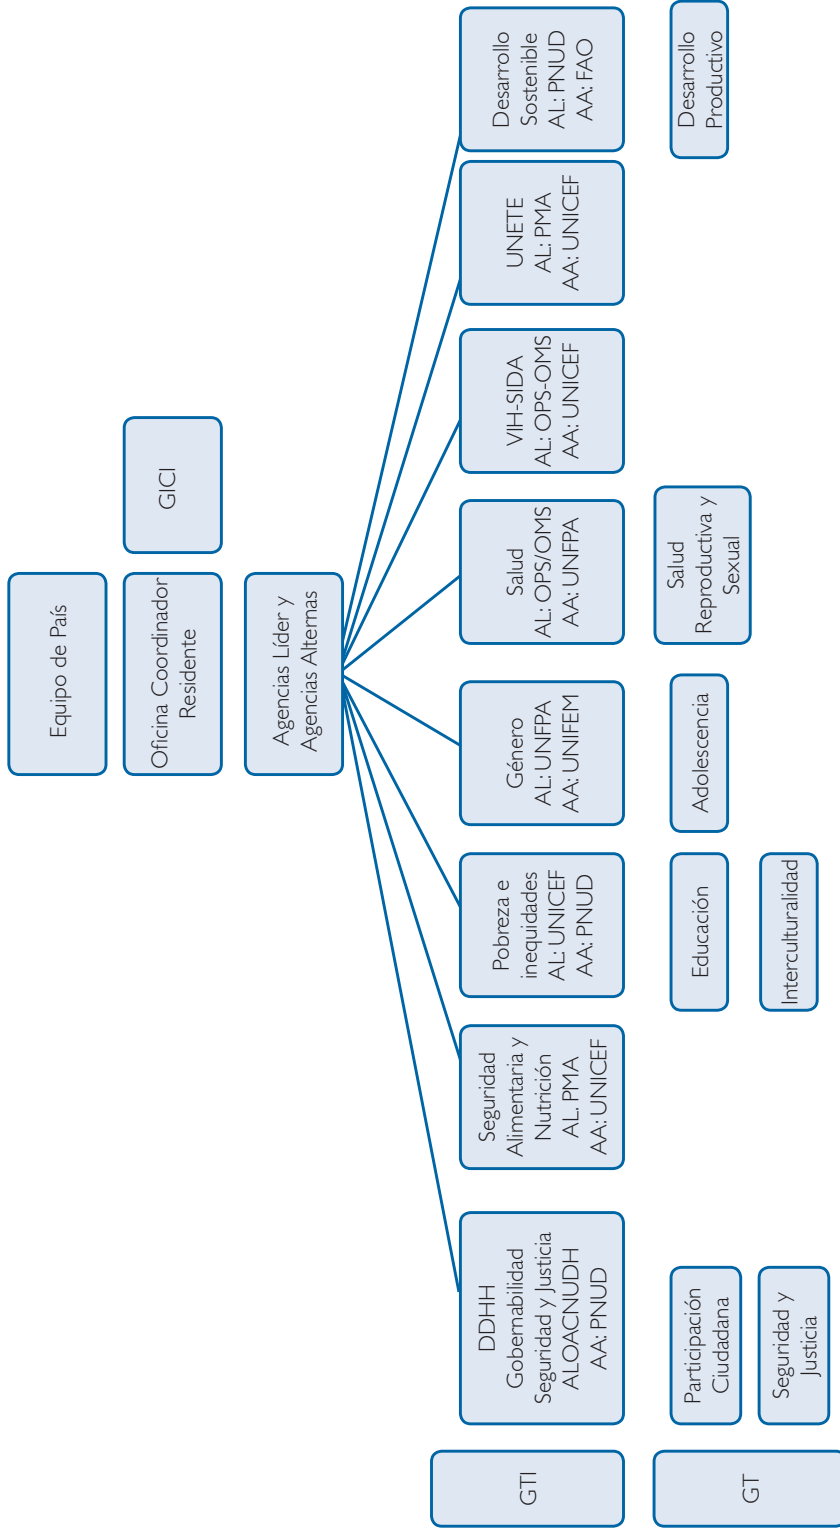 Equipo de País
Oficina Coordinador
Residente
GICI
Agencias Líder y
Agencias Alternas
GTI
DDHH
Gobernabilidad
Seguridad y Justicia
ALOACNUDH
AA: PNUD
Seguridad
Alimentaria y
Nutrición
AL. PMA
AA: UNICEF
Pobreza e
inequidades
AL: UNICEF
AA: PNUD
Género
AL: UNFPA
AA: UNIFEM
Salud
AL: OPS/OMS
AA: UNFPA
VIH-SIDA
AL: OPS-OMS
AA: UNICEF
UNETE
AL: PMA
AA: UNICEF
Desarrollo
Sostenible
AL: PNUD
AA: FAO
GT
Participación
Ciudadana
Seguridad y
Justicia
Educación
Interculturalidad
Adolescencia
Salud
Reproductiva y
Sexual
Desarrollo
Productivo